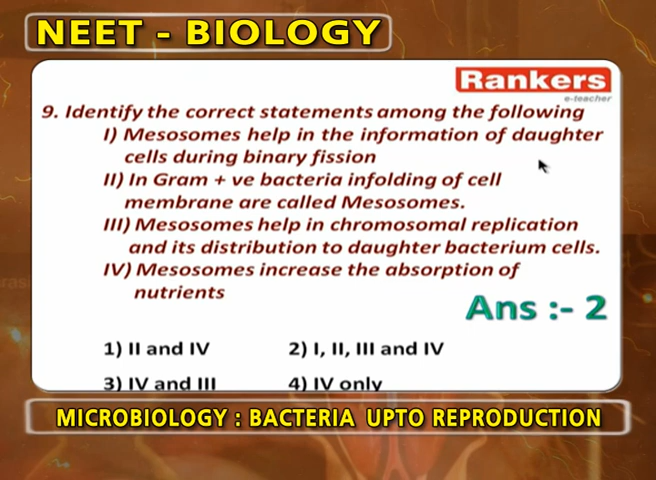 NEET - BIOLOGY
Rankers
e-teacher
9. Identify the correct statements among the following
I) Mesosomes help in the information of daughter
cells during binary fission
II) In Gram + ve bacteria infolding of cell
membrane are called Mesosomes.
III) Mesosomes help in chromosomal replication
and its distribution to daughter bacterium cells.
IV) Mesosomes increase the absorption of
nutrients
Ans :- 2
1) II and IV 2) I, II, III and IV
3) IV and III 4) IV only
MICROBIOLOGY : BACTERIA UPTO REPRODUCTION